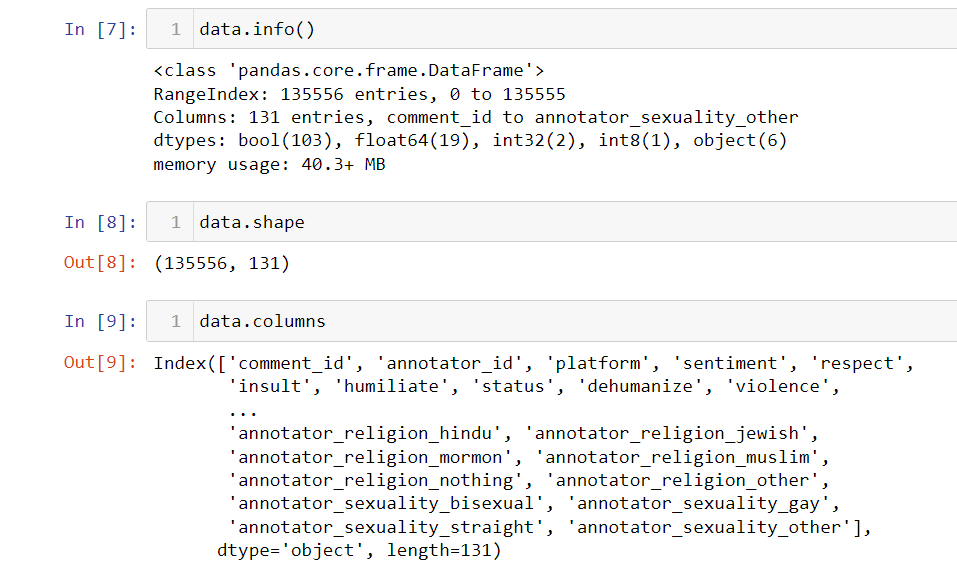 In [7]: 1 data.info()
<class 'pandas.core.frame.DataFrame'>
RangeIndex: 135556 entries, 0 to 135555
Columns: 131 entries, comment_id to annotator_sexuality_other
dtypes: bool(103), float64(19), int32(2), int8(1), object(6)
memory usage: 40.3+ MB
In [8]: 1 data.shape
Out[8]: (135556, 131)
In [9]: 1 data.columns
Out[9]: Index(['comment_id', 'annotator_id', 'platform', 'sentiment', 'respect',
'insult', 'humiliate', 'status', 'dehumanize', 'violence',
...
'annotator_religion_hindu', 'annotator_religion_jewish',
'annotator_religion_mormon', 'annotator_religion_muslim',
'annotator_religion_nothing', 'annotator_religion_other',
'annotator_sexuality_bisexual', 'annotator_sexuality_gay',
'annotator_sexuality_straight', 'annotator_sexuality_other'],
dtype='object', length=131)